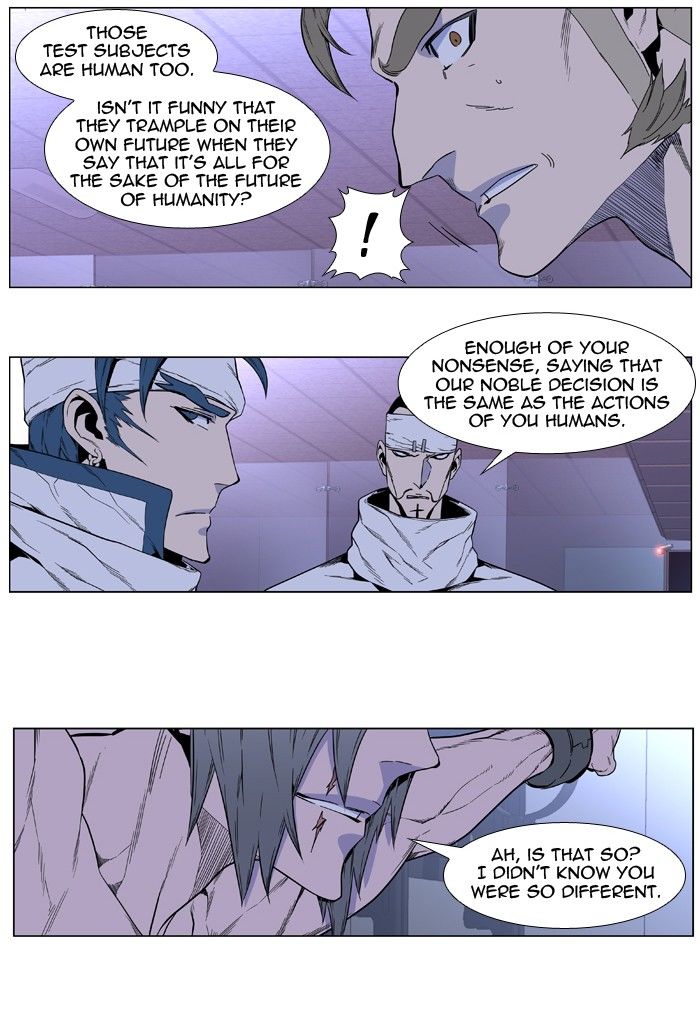 THOSE
TEST SUBJECTS
ARE HUMAN TOO.
ISN'T IT FUNNY THAT
THEY TRAMPLE ON THEIR
OWN FUTURE WHEN THEY
SAY THAT IT'S ALL FOR
THE SAKE OF THE FUTURE
OF HUMANITY?
!
ENOUGH OF YOUR
NONSENSE, SAYING THAT
OUR NOBLE DECISION IS
THE SAME AS THE ACTIONS
OF YOU HUMANS.
AH, IS THAT SO?
I DIDN'T KNOW YOU
WERE SO DIFFERENT.